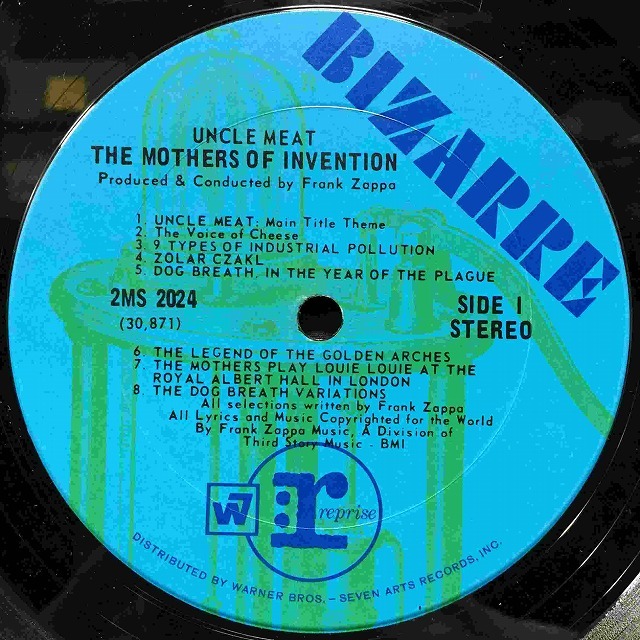 BIZARRE
UNCLE MEAT
THE MOTHERS OF INVENTION
Produced & Conducted by Frank Zappa
1. UNCLE MEAT: Main Title Theme
2. The Voice of Cheese
3. 9 TYPES OF INDUSTRIAL POLLUTION
4. ZOLAR CZAKL
5. DOG BREATH, IN THE YEAR OF THE PLAGUE
2MS 2024
(30,871)
SIDE 1
STEREO
6. THE LEGEND OF THE GOLDEN ARCHES
7. THE MOTHERS PLAY LOUIE LOUIE AT THE
ROYAL ALBERT HALL IN LONDON
8. THE DOG BREATH VARIATIONS
All selections written by Frank Zappa
All Lyrics and Music Copyrighted for the World
By Frank Zappa Music, A Division of
Third Story Music - BMI
W7
:r reprise
DISTRIBUTED BY WARNER BROS. – SEVEN ARTS RECORDS, INC.